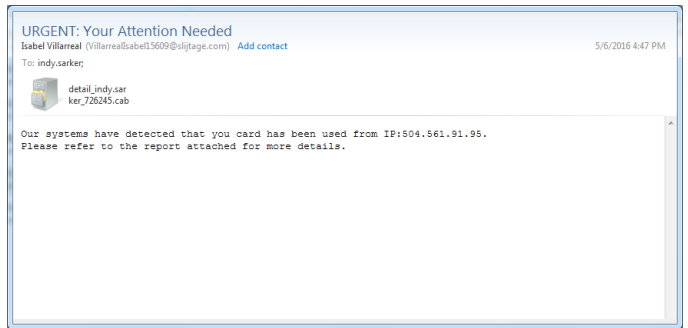 URGENT: Your Attention Needed
Isabel Villarreal (VillarrealIsabel15609@slijtage.com) Add contact 5/6/2016 4:47 PM
To: indy.sarker;
detail_indy.sar
ker_726245.cab
Our systems have detected that you card has been used from IP:504.561.91.95.
Please refer to the report attached for more details.